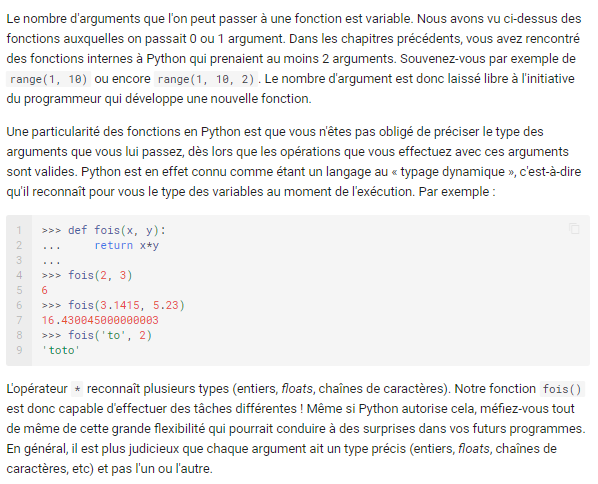 Le nombre d'arguments que l'on peut passer à une fonction est variable. Nous avons vu ci-dessus des
fonctions auxquelles on passait 0 ou 1 argument. Dans les chapitres précédents, vous avez rencontré
des fonctions internes à Python qui prenaient au moins 2 arguments. Souvenez-vous par exemple de
range(1, 10) ou encore range(1, 10, 2). Le nombre d'argument est donc laissé libre à l'initiative
du programmeur qui développe une nouvelle fonction.
Une particularité des fonctions en Python est que vous n'êtes pas obligé de préciser le type des
arguments que vous lui passez, dès lors que les opérations que vous effectuez avec ces arguments
sont valides. Python est en effet connu comme étant un langage au « typage dynamique », c'est-à-dire
qu'il reconnaît pour vous le type des variables au moment de l'exécution. Par exemple :
1 >>> def fois(x, y):
2 ...     return x*y
3 ...
4 >>> fois(2, 3)
5 6
6 >>> fois(3.1415, 5.23)
7 16.430045000000003
8 >>> fois('to', 2)
9 'toto'
L'opérateur * reconnaît plusieurs types (entiers, floats, chaînes de caractères). Notre fonction fois()
est donc capable d'effectuer des tâches différentes ! Même si Python autorise cela, méfiez-vous tout
de même de cette grande flexibilité qui pourrait conduire à des surprises dans vos futurs programmes.
En général, il est plus judicieux que chaque argument ait un type précis (entiers, floats, chaînes de
caractères, etc) et pas l'un ou l'autre.